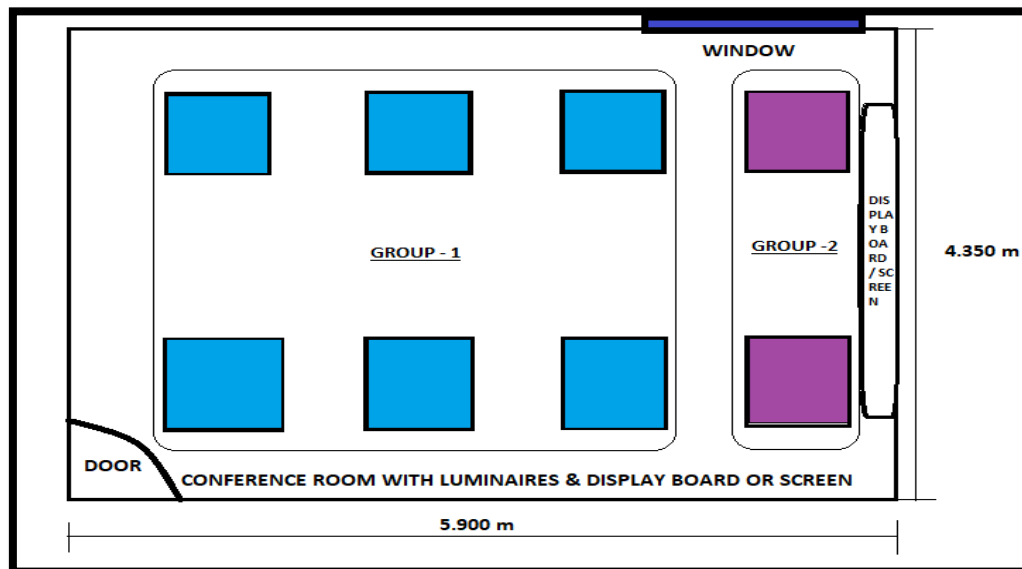 WINDOW
DIS
PLA
Y B
OA
RD
/ SC
REE
N
GROUP - 1
GROUP -2
4.350 m
DOOR
CONFERENCE ROOM WITH LUMINAIRES & DISPLAY BOARD OR SCREEN
5.900 m